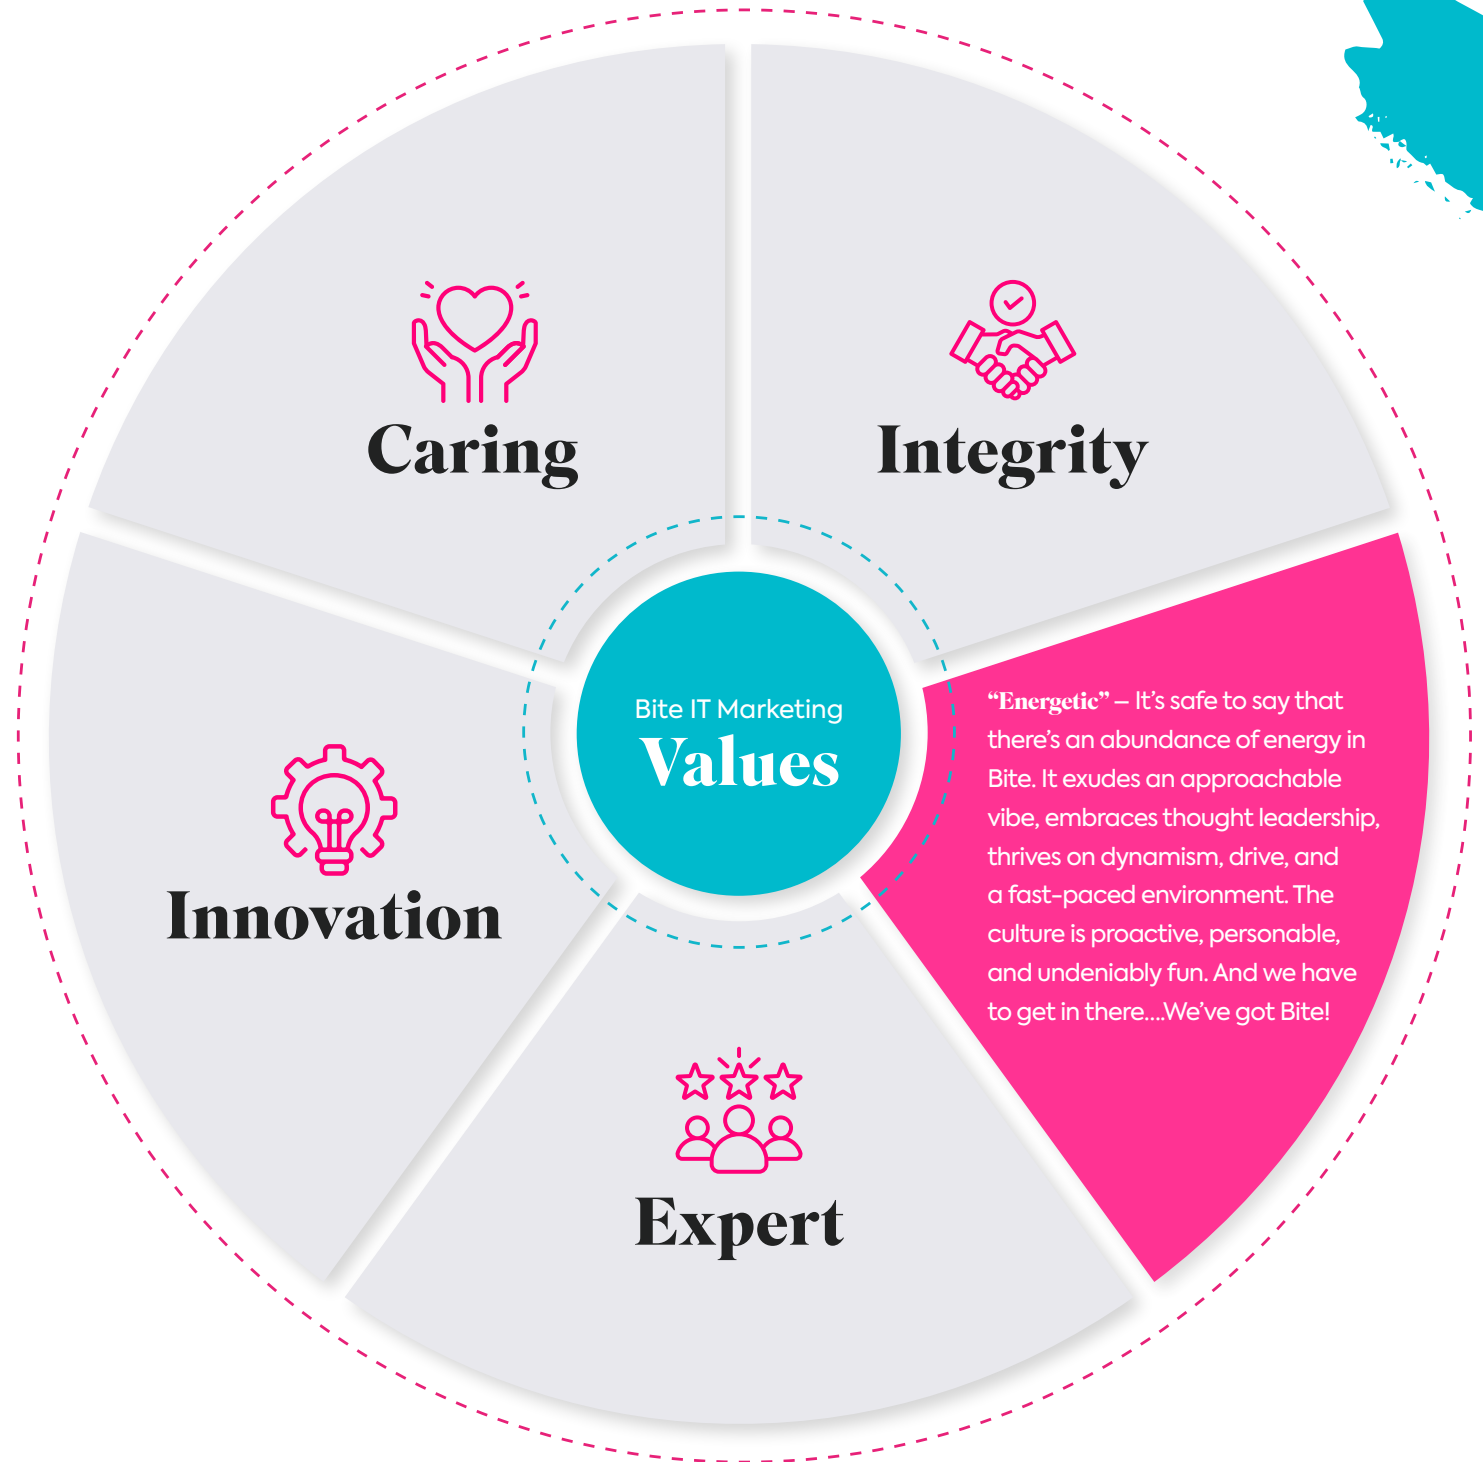 Caring
Integrity
Bite IT Marketing
Values
“Energetic” – It’s safe to say that
there’s an abundance of energy in
Bite. It exudes an approachable
vibe, embraces thought leadership,
thrives on dynamism, drive, and
a fast-paced environment. The
culture is proactive, personable,
and undeniably fun. And we have
to get in there....We’ve got Bite!
Innovation
Expert